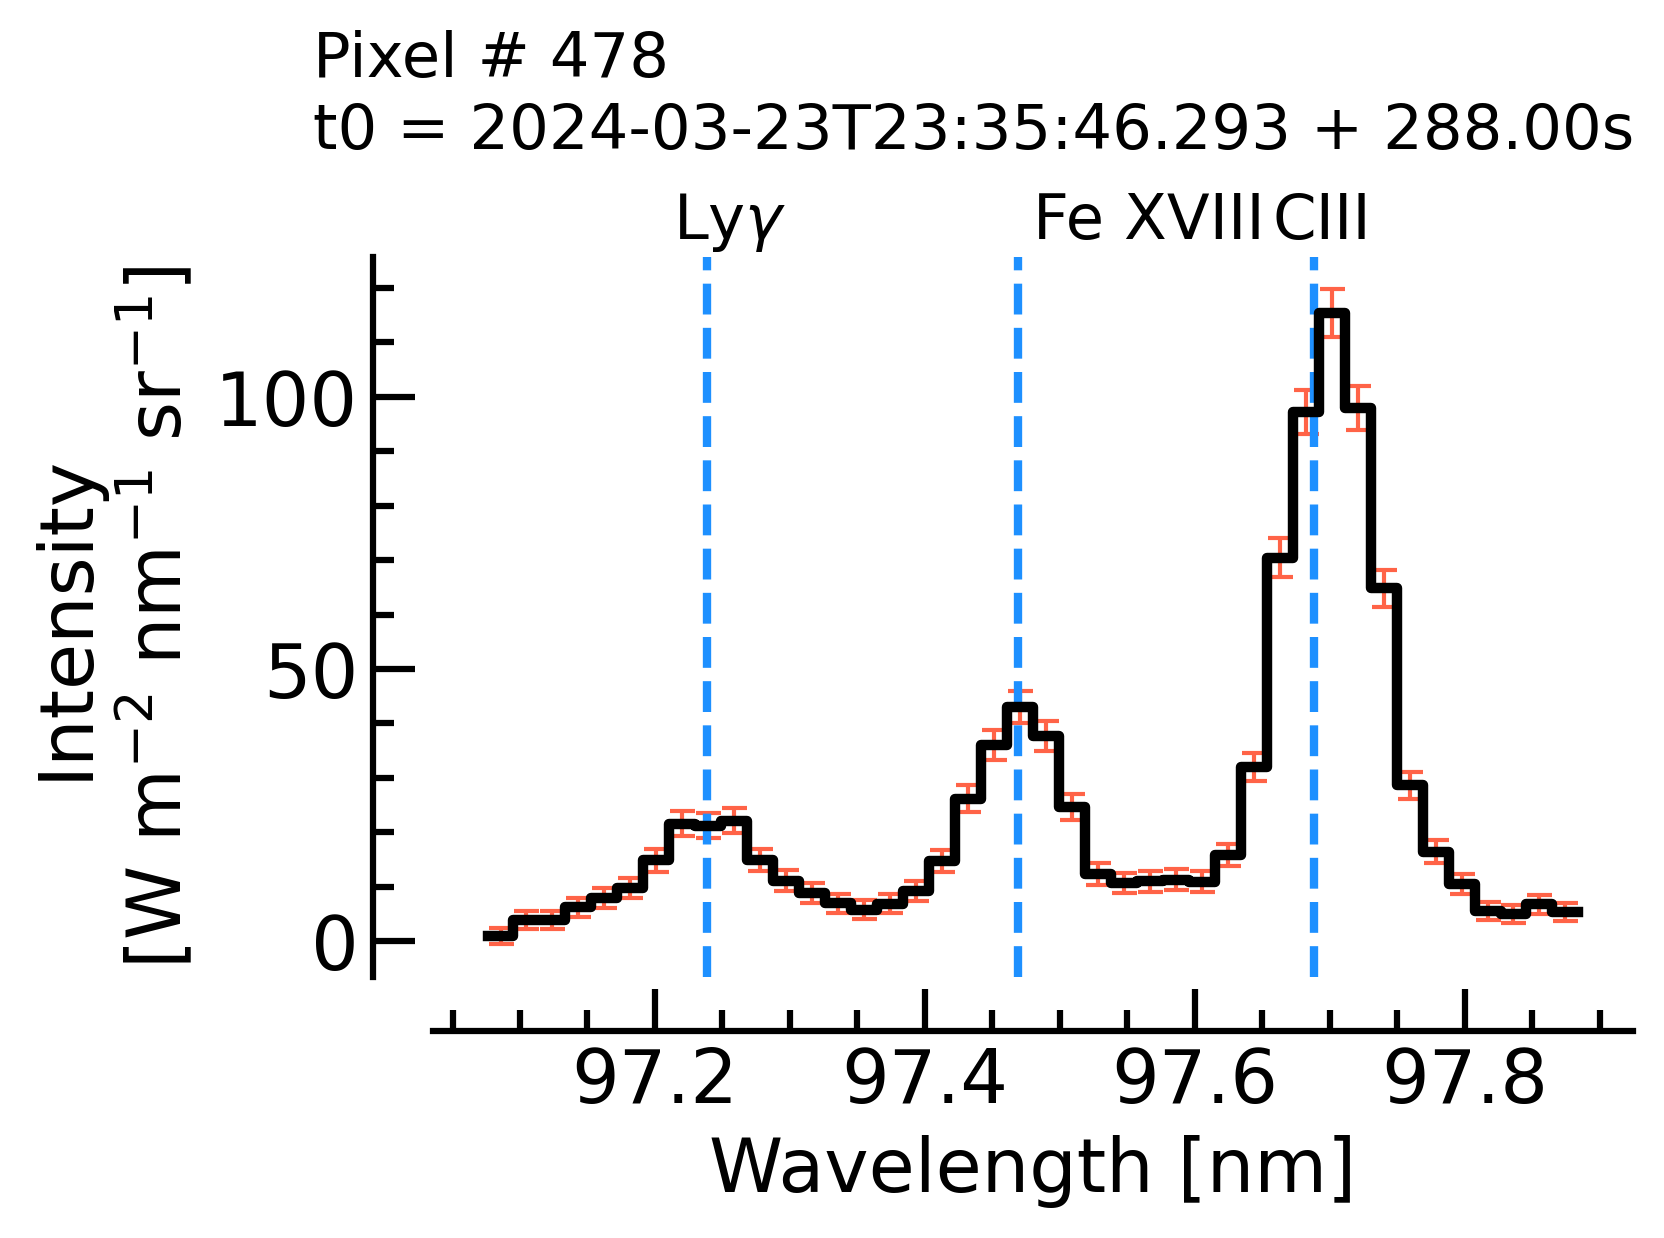 Pixel # 478
t0 = 2024-03-23T23:35:46.293 + 288.00s
Lyγ Fe XVIII CIII
Intensity
[W m⁻² nm⁻¹ sr⁻¹]
100
50
0
97.2 97.4 97.6 97.8
Wavelength [nm]